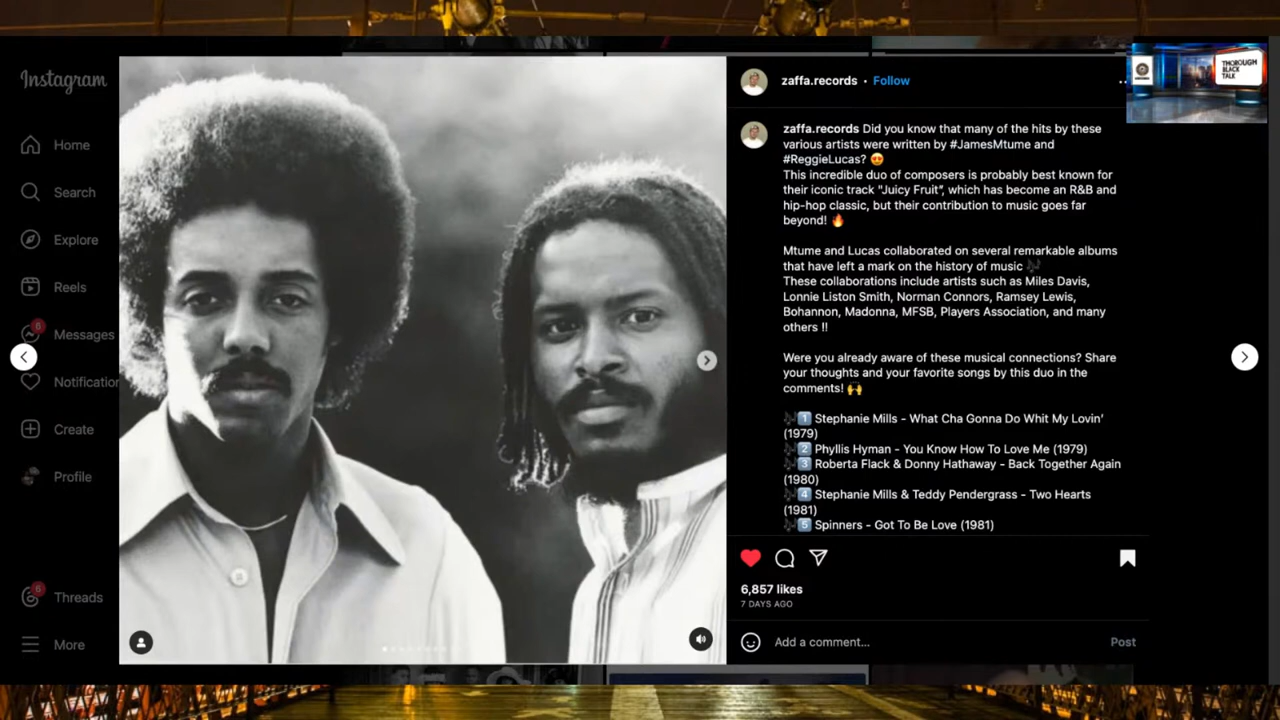 Instagram
Home
Search
Explore
Reels
6
Messages
Notification
Create
Profile
6
Threads
More
zaffa.records • Follow
THOROUGH
BLACK
TALK
zaffa.records Did you know that many of the hits by these
various artists were written by #JamesMtume and
#ReggieLucas? 😍
This incredible duo of composers is probably best known for
their iconic track "Juicy Fruit", which has become an R&B and
hip-hop classic, but their contribution to music goes far
beyond! 🔥
Mtume and Lucas collaborated on several remarkable albums
that have left a mark on the history of music 🎶
These collaborations include artists such as Miles Davis,
Lonnie Liston Smith, Norman Connors, Ramsey Lewis,
Bohannon, Madonna, MFSB, Players Association, and many
others !!
Were you already aware of these musical connections? Share
your thoughts and your favorite songs by this duo in the
comments! 🙌
🎶1️⃣ Stephanie Mills - What Cha Gonna Do Whit My Lovin'
(1979)
🎶2️⃣ Phyllis Hyman - You Know How To Love Me (1979)
🎶3️⃣ Roberta Flack & Donny Hathaway - Back Together Again
(1980)
🎶4️⃣ Stephanie Mills & Teddy Pendergrass - Two Hearts
(1981)
🎶5️⃣ Spinners - Got To Be Love (1981)
6,857 likes
7 DAYS AGO
Add a comment...
Post